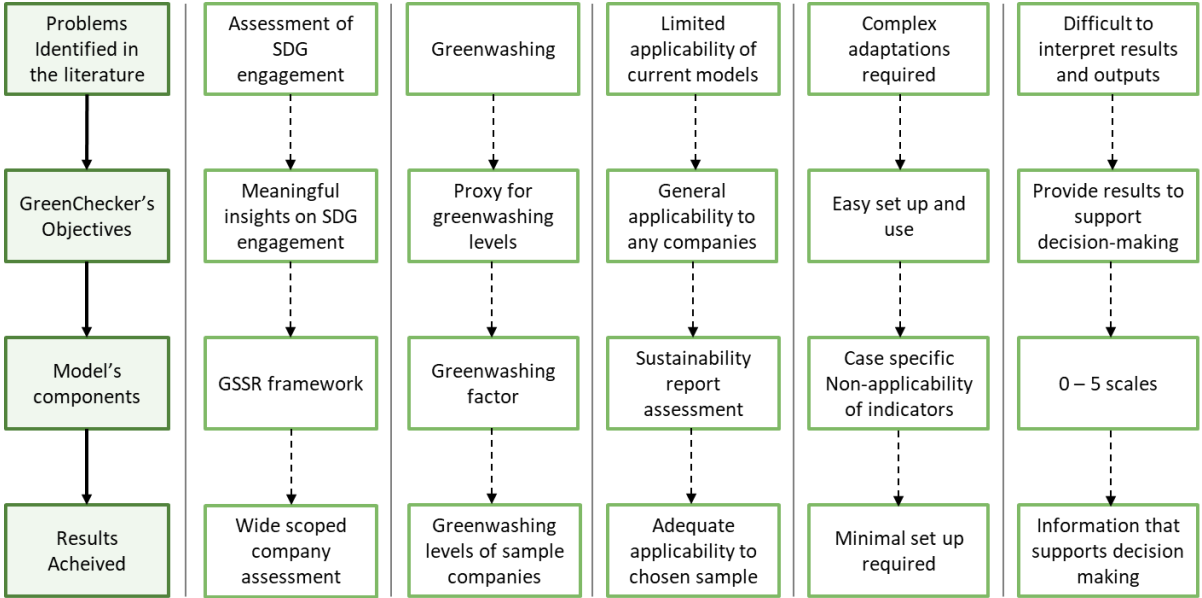 Problems
Identified in
the literature
Assessment of
SDG
engagement
Greenwashing
Limited
applicability of
current models
Complex
adaptations
required
Difficult to
interpret results
and outputs
GreenChecker's
Objectives
Meaningful
insights on SDG
engagement
Proxy for
greenwashing
levels
General
applicability to
any companies
Easy set up and
use
Provide results to
support
decision-making
Model's
components
GSSR framework
Greenwashing
factor
Sustainability
report
assessment
Case specific
Non-applicability
of indicators
0 – 5 scales
Results
Acheived
Wide scoped
company
assessment
Greenwashing
levels of sample
companies
Adequate
applicability to
chosen sample
Minimal set up
required
Information that
supports decision
making